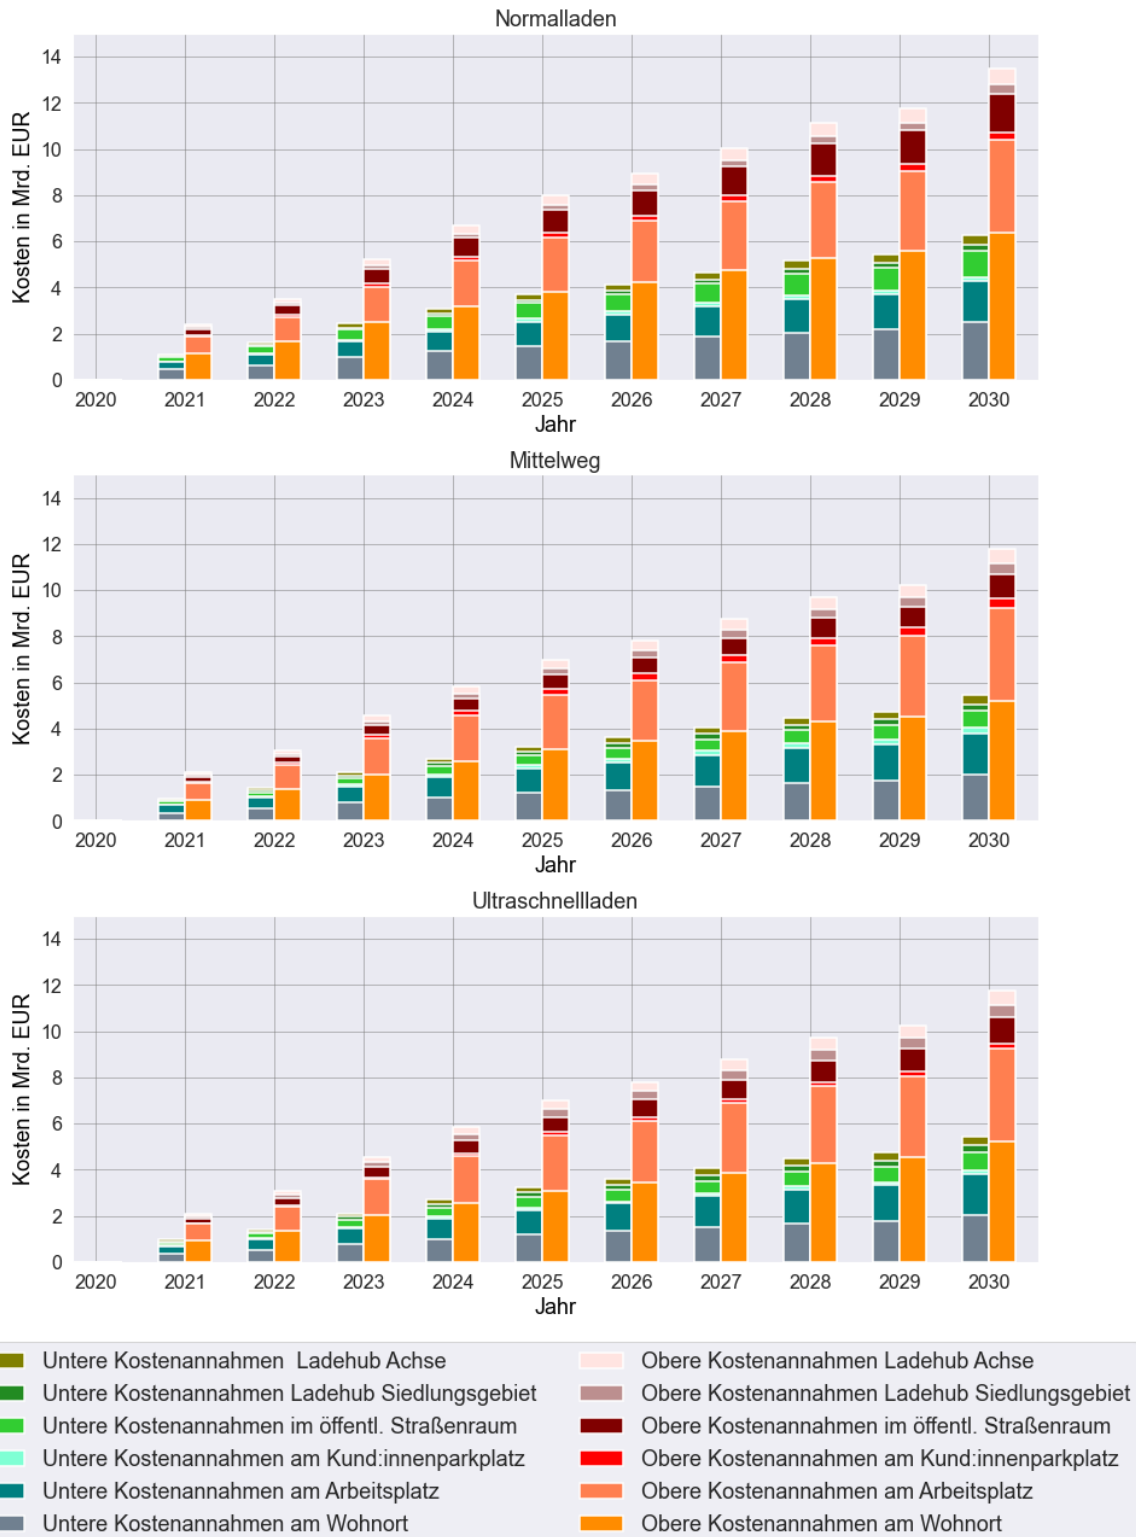 Normalladen
14
12
10
8
6
4
2
0
Kosten in Mrd. EUR
2020 2021 2022 2023 2024 2025 2026 2027 2028 2029 2030
Jahr
Mittelweg
14
12
10
8
6
4
2
0
Kosten in Mrd. EUR
2020 2021 2022 2023 2024 2025 2026 2027 2028 2029 2030
Jahr
Ultraschnellladen
14
12
10
8
6
4
2
0
Kosten in Mrd. EUR
2020 2021 2022 2023 2024 2025 2026 2027 2028 2029 2030
Jahr
Untere Kostenannahmen  Ladehub Achse
Untere Kostenannahmen Ladehub Siedlungsgebiet
Untere Kostenannahmen im öffentl. Straßenraum
Untere Kostenannahmen am Kund:innenparkplatz
Untere Kostenannahmen am Arbeitsplatz
Untere Kostenannahmen am Wohnort
Obere Kostenannahmen Ladehub Achse
Obere Kostenannahmen Ladehub Siedlungsgebiet
Obere Kostenannahmen im öffentl. Straßenraum
Obere Kostenannahmen am Kund:innenparkplatz
Obere Kostenannahmen am Arbeitsplatz
Obere Kostenannahmen am Wohnort